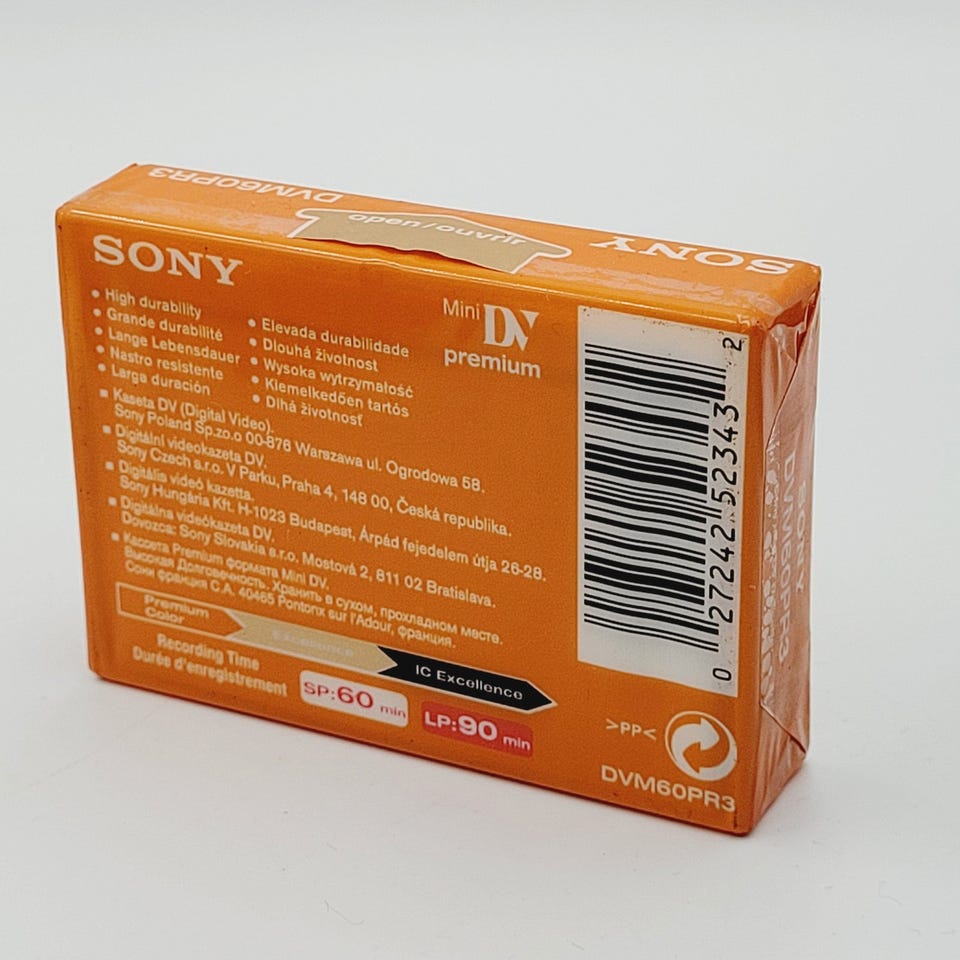 DVM60PR3
open/ouvrir
SONY
SONY
• High durability
• Grande durabilité
• Lange Lebensdauer
• Nastro resistente
• Larga duración
• Elevada durabilidade
• Dlouhá životnost
• Wysoka wytrzymałość
• Kiemelkedően tartós
• Dlhá životnosť
Mini DV
premium
■ Kaseta DV (Digital Video).
Sony Poland Sp.zo.o 00-876 Warszawa ul. Ogrodowa 58.
■ Digitální videokazeta DV.
Sony Czech s.r.o. V Parku, Praha 4, 148 00, Česká republika.
■ Digitális videó kazetta.
Sony Hungária Kft. H-1023 Budapest, Árpád fejedelem útja 26-28.
■ Digitálna videókazeta DV.
Dovozca: Sony Slovakia s.r.o. Mostová 2, 811 02 Bratislava.
■ Кассета Premium формата Mini DV.
Высокая Долговечность. Хранить в сухом, прохладном месте.
Сони франция С.А. 40465 Pontonx sur l'Adour, франция.
Premium
Color
Excellence
IC Excellence
Recording Time
Durée d'enregistrement
SP:60 min
LP:90 min
0 27242 52343 2
>PP<
DVM60PR3
SONY
DVM60PR3